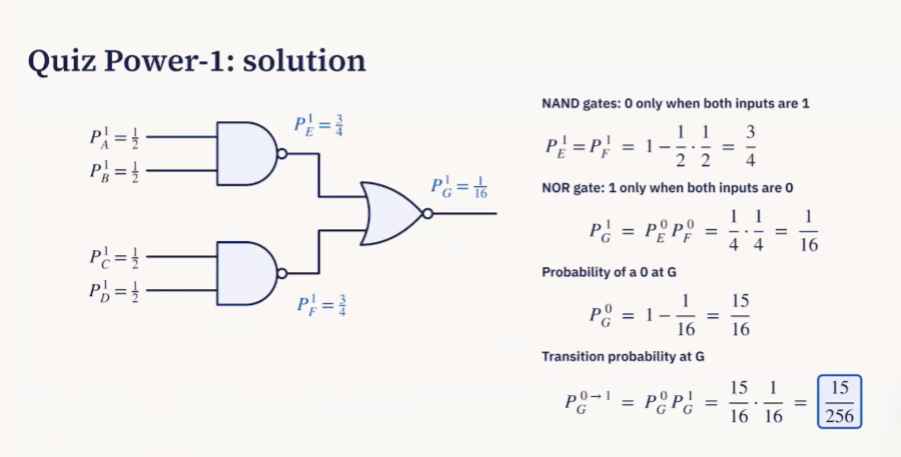 Quiz Power-1: solution
P_A^1 = 1/2
P_B^1 = 1/2
P_C^1 = 1/2
P_D^1 = 1/2
P_E^1 = 3/4
P_F^1 = 3/4
P_G^1 = 1/16
NAND gates: 0 only when both inputs are 1
P_E^1 = P_F^1 = 1 − 1/2 · 1/2 = 3/4
NOR gate: 1 only when both inputs are 0
P_G^1 = P_E^0 P_F^0 = 1/4 · 1/4 = 1/16
Probability of a 0 at G
P_G^0 = 1 − 1/16 = 15/16
Transition probability at G
P_G^{0→1} = P_G^0 P_G^1 = 15/16 · 1/16 = 15/256